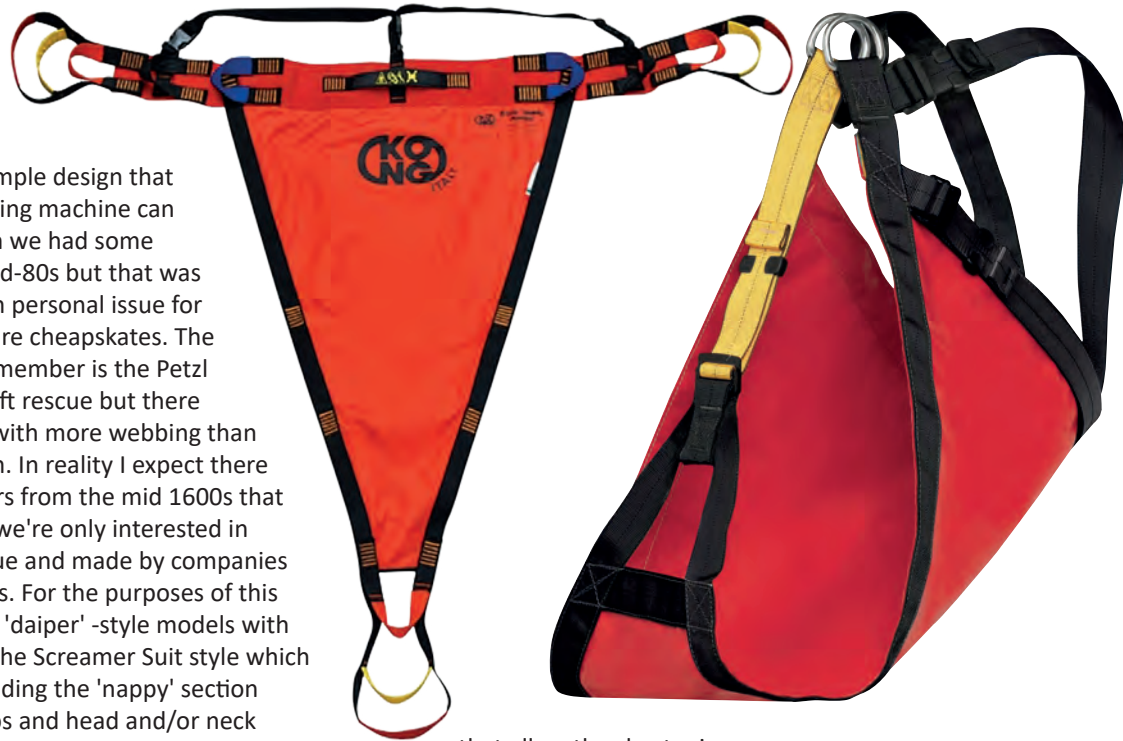 KO
NG
ITALY
mple design that
ing machine can
we had some
d-80s but that was
personal issue for
re cheapskates. The
member is the Petzl
ft rescue but there
with more webbing than
. In reality I expect there
rs from the mid 1600s that
we're only interested in
ue and made by companies
s. For the purposes of this
'daiper' -style models with
he Screamer Suit style which
ding the 'nappy' section
os and head and/or neck